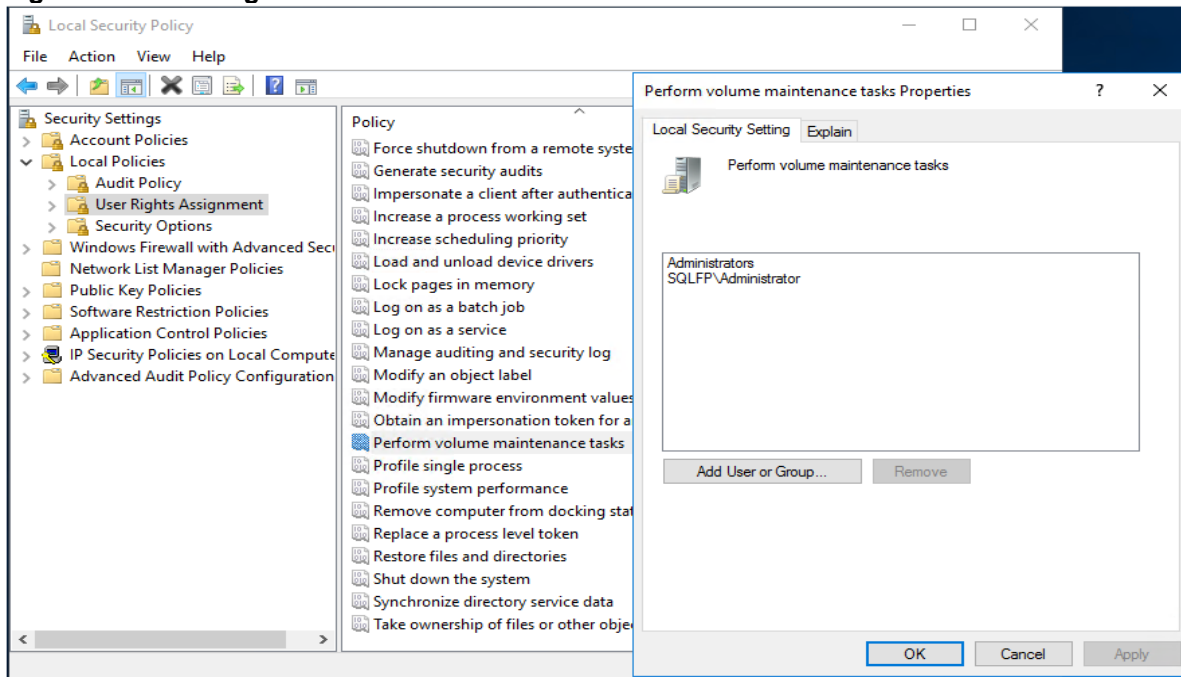 Local Security Policy
File Action View Help
Security Settings
Account Policies
Local Policies
Audit Policy
User Rights Assignment
Security Options
Windows Firewall with Advanced Secu
Network List Manager Policies
Public Key Policies
Software Restriction Policies
Application Control Policies
IP Security Policies on Local Compute
Advanced Audit Policy Configuration
Policy
Force shutdown from a remote syste
Generate security audits
Impersonate a client after authentica
Increase a process working set
Increase scheduling priority
Load and unload device drivers
Lock pages in memory
Log on as a batch job
Log on as a service
Manage auditing and security log
Modify an object label
Modify firmware environment values
Obtain an impersonation token for a
Perform volume maintenance tasks
Profile single process
Profile system performance
Remove computer from docking stat
Replace a process level token
Restore files and directories
Shut down the system
Synchronize directory service data
Take ownership of files or other obje
Perform volume maintenance tasks Properties
Local Security Setting Explain
Perform volume maintenance tasks
Administrators
SQLFP\Administrator
Add User or Group... Remove
OK Cancel Apply